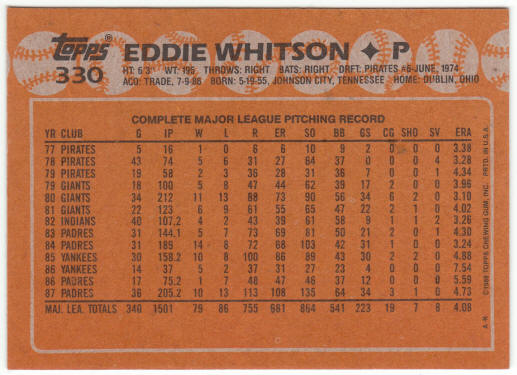 Topps
330
EDDIE WHITSON ✦ P
HT: 6'3" WT: 195 THROWS: RIGHT BATS: RIGHT DRFT: PIRATES #6-JUNE, 1974
ACQ: TRADE, 7-9-86 BORN: 5-19-55, JOHNSON CITY, TENNESSEE HOME: DUBLIN, OHIO
COMPLETE MAJOR LEAGUE PITCHING RECORD
YR CLUB G IP W L R ER SO BB GS CG SHO SV ERA
77 PIRATES 5 16 1 0 6 6 10 9 2 0 0 0 3.38
78 PIRATES 43 74 5 6 31 27 64 37 0 0 0 4 3.28
79 PIRATES 19 58 2 3 36 28 31 36 7 0 0 1 4.34
79 GIANTS 18 100 5 8 47 44 62 39 17 2 0 0 3.96
80 GIANTS 34 212 11 13 88 73 90 56 34 6 2 0 3.10
81 GIANTS 22 123 6 9 61 55 65 47 22 2 1 0 4.02
82 INDIANS 40 107.2 4 2 43 39 61 58 9 1 1 2 3.26
83 PADRES 31 144.1 5 7 73 69 81 50 21 2 0 1 4.30
84 PADRES 31 189 14 8 72 68 103 42 31 1 0 0 3.24
85 YANKEES 30 158.2 10 8 100 86 89 43 30 2 2 0 4.88
86 YANKEES 14 37 5 2 37 31 27 23 4 0 0 0 7.54
86 PADRES 17 75.2 1 7 48 47 46 37 12 0 0 0 5.59
87 PADRES 36 205.2 10 13 113 108 135 64 34 3 1 0 4.73
MAJ. LEA. TOTALS 340 1501 79 86 755 681 864 541 223 19 7 8 4.08
A★ © 1988 TOPPS CHEWING GUM, INC. PRTD. IN U.S.A.